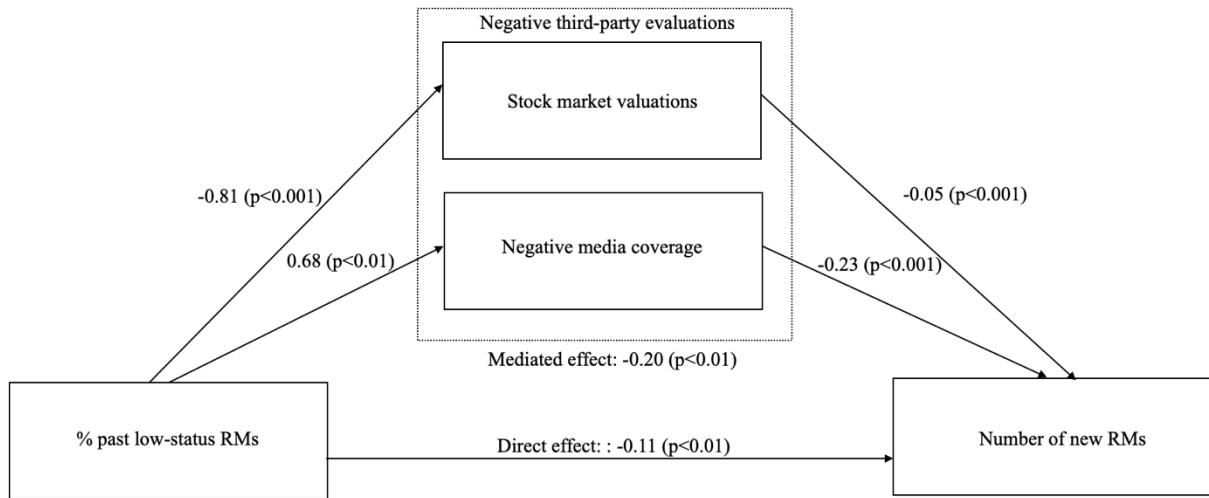 Negative third-party evaluations
Stock market valuations
-0.81 (p<0.001)
-0.05 (p<0.001)
Negative media coverage
0.68 (p<0.01)
-0.23 (p<0.001)
Mediated effect: -0.20 (p<0.01)
% past low-status RMs
Direct effect: : -0.11 (p<0.01)
Number of new RMs